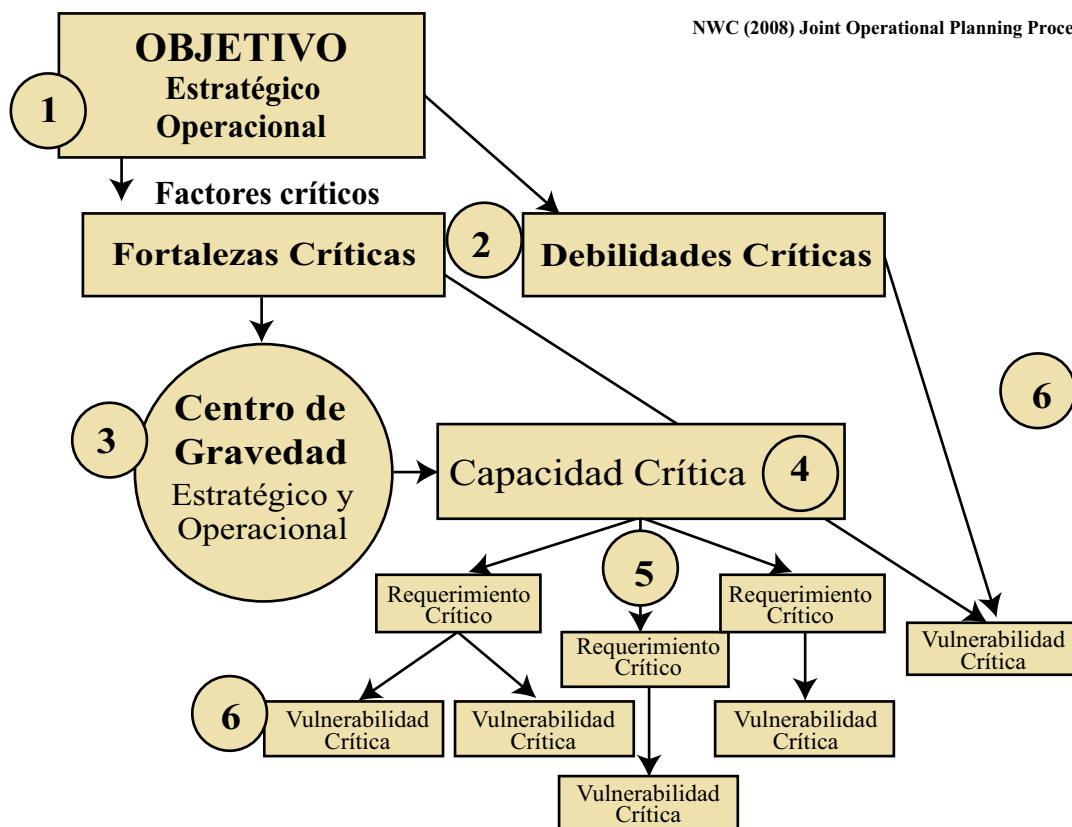 NWC (2008) Joint Operational Planning Proce
OBJETIVO
Estratégico
Operacional
1
Factores críticos
Fortalezas Críticas
2
Debilidades Críticas
3
Centro de
Gravedad
Estratégico y
Operacional
6
Capacidad Crítica
4
5
Requerimiento
Crítico
Requerimiento
Crítico
Requerimiento
Crítico
Vulnerabilidad
Crítica
6
Vulnerabilidad
Crítica
Vulnerabilidad
Crítica
Vulnerabilidad
Crítica
Vulnerabilidad
Crítica